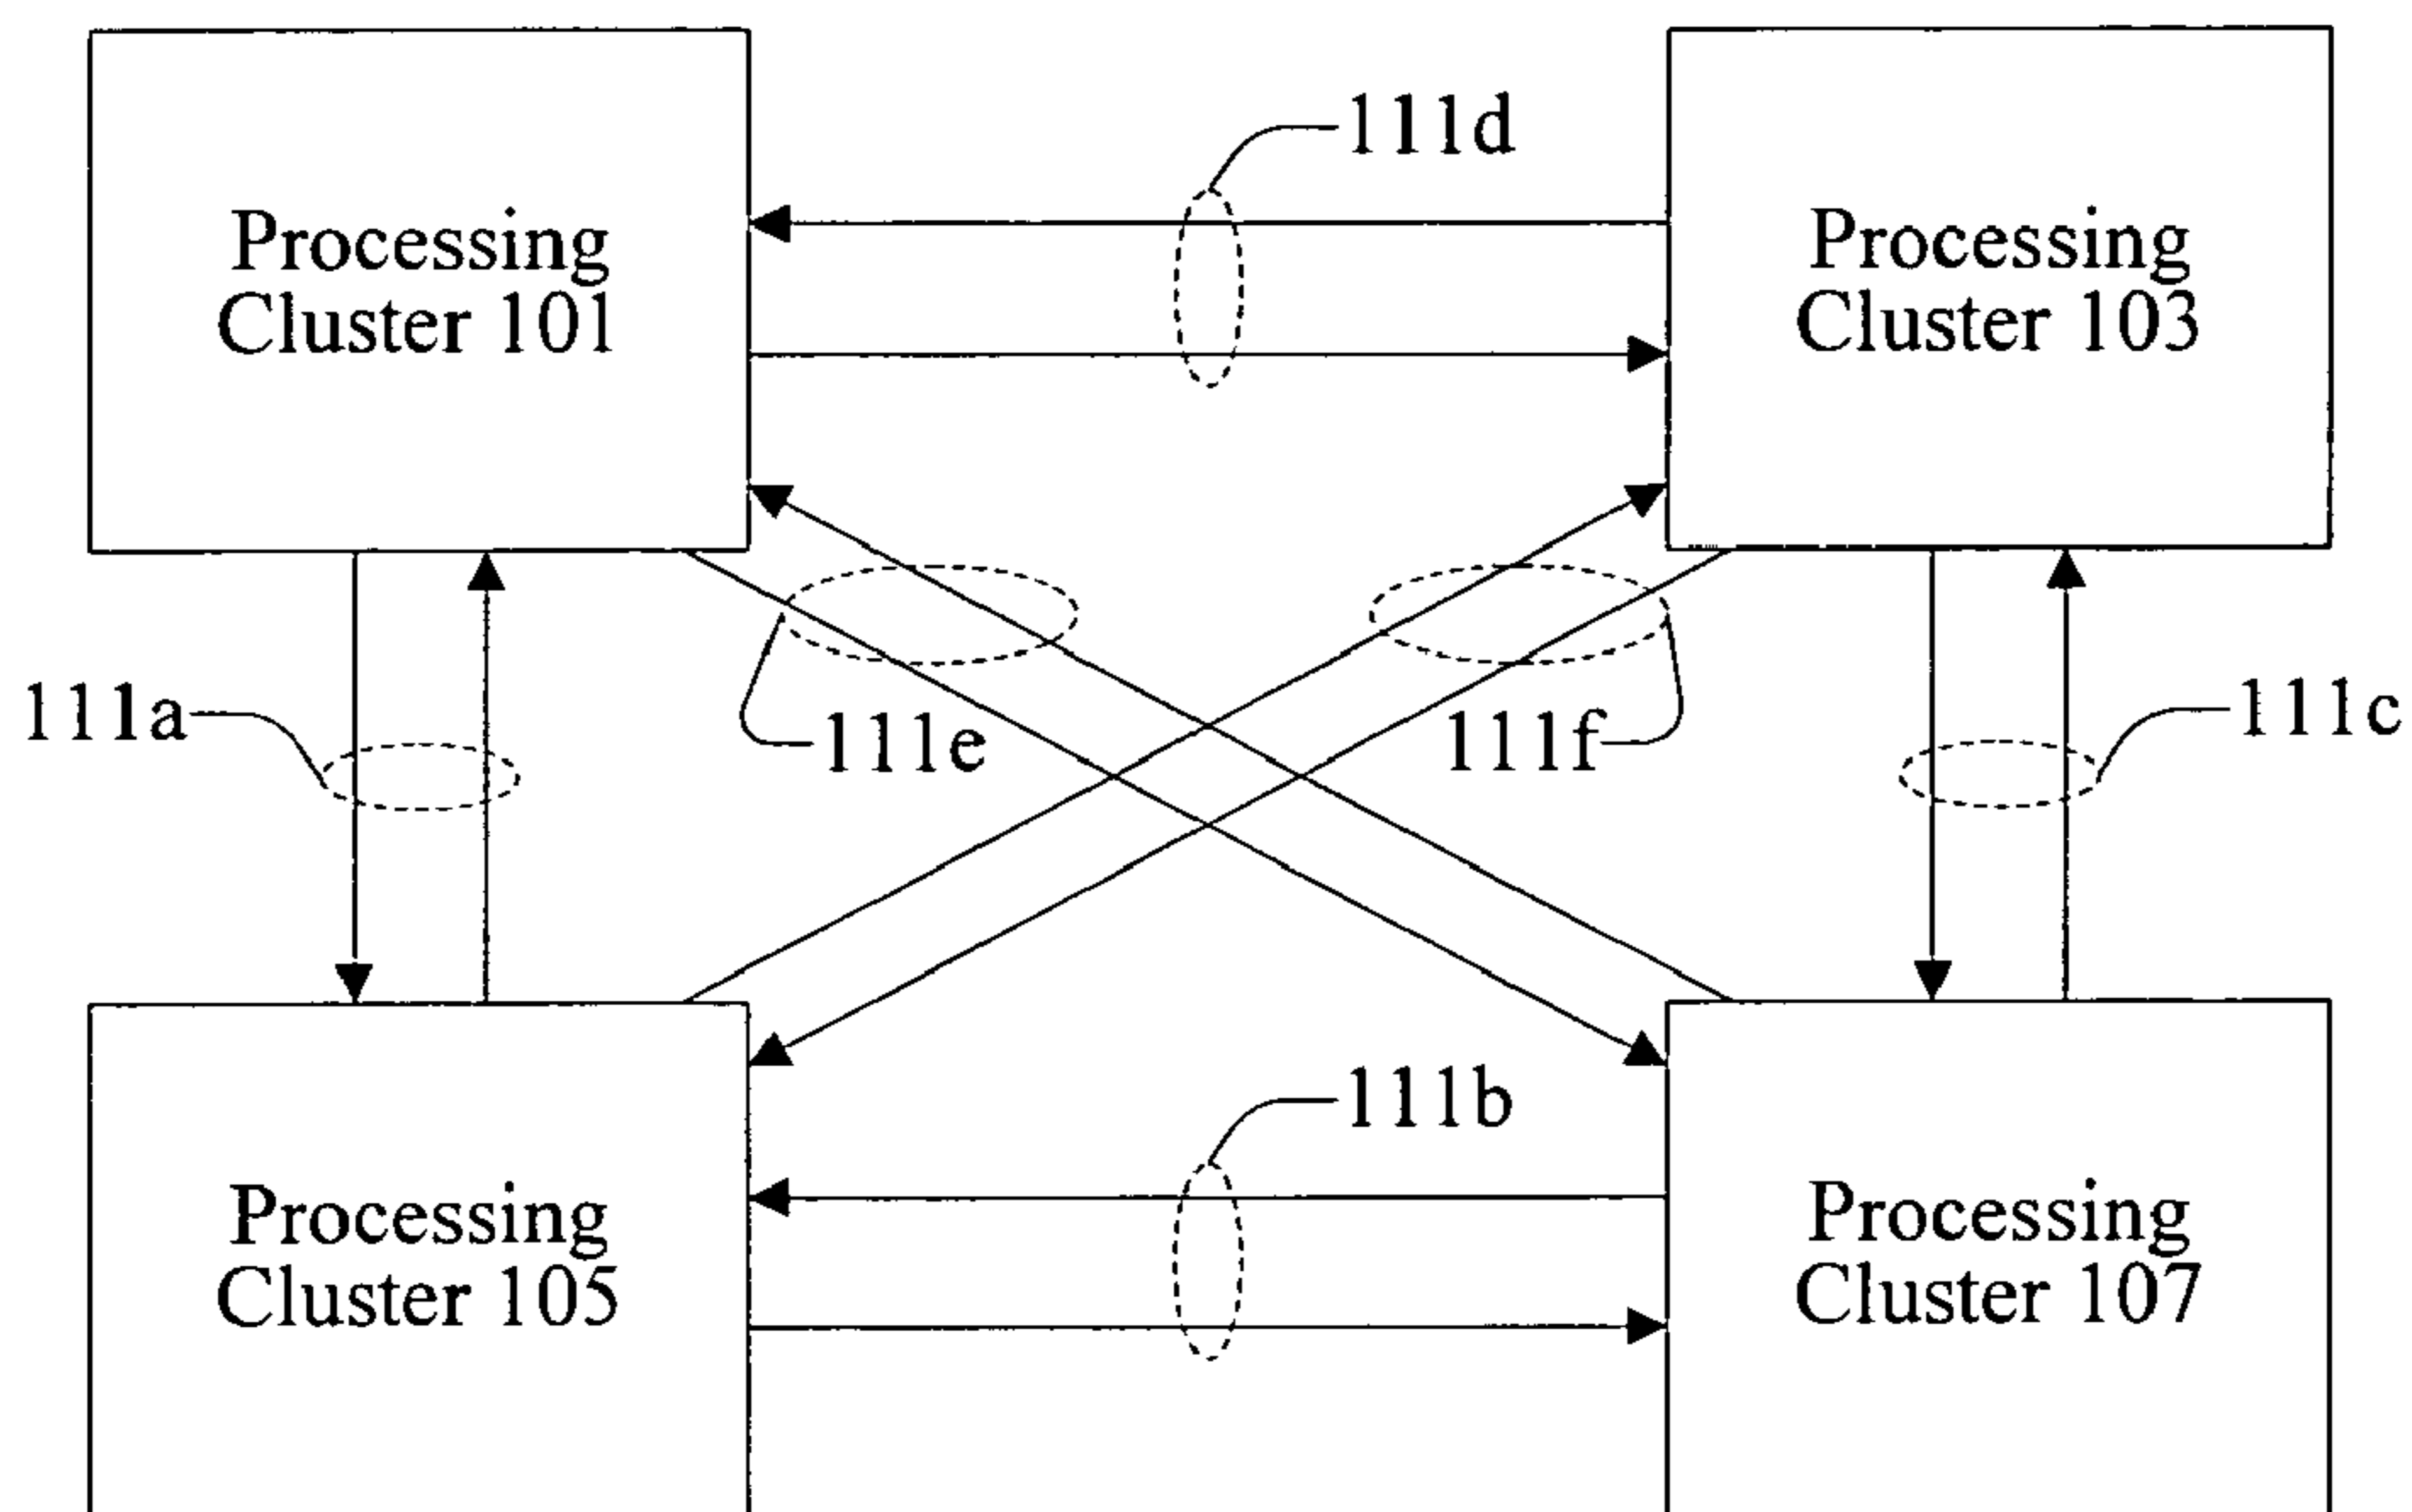 111d
Processing
Cluster 101
Processing
Cluster 103
111a
111e
111f
111c
111b
Processing
Cluster 105
Processing
Cluster 107